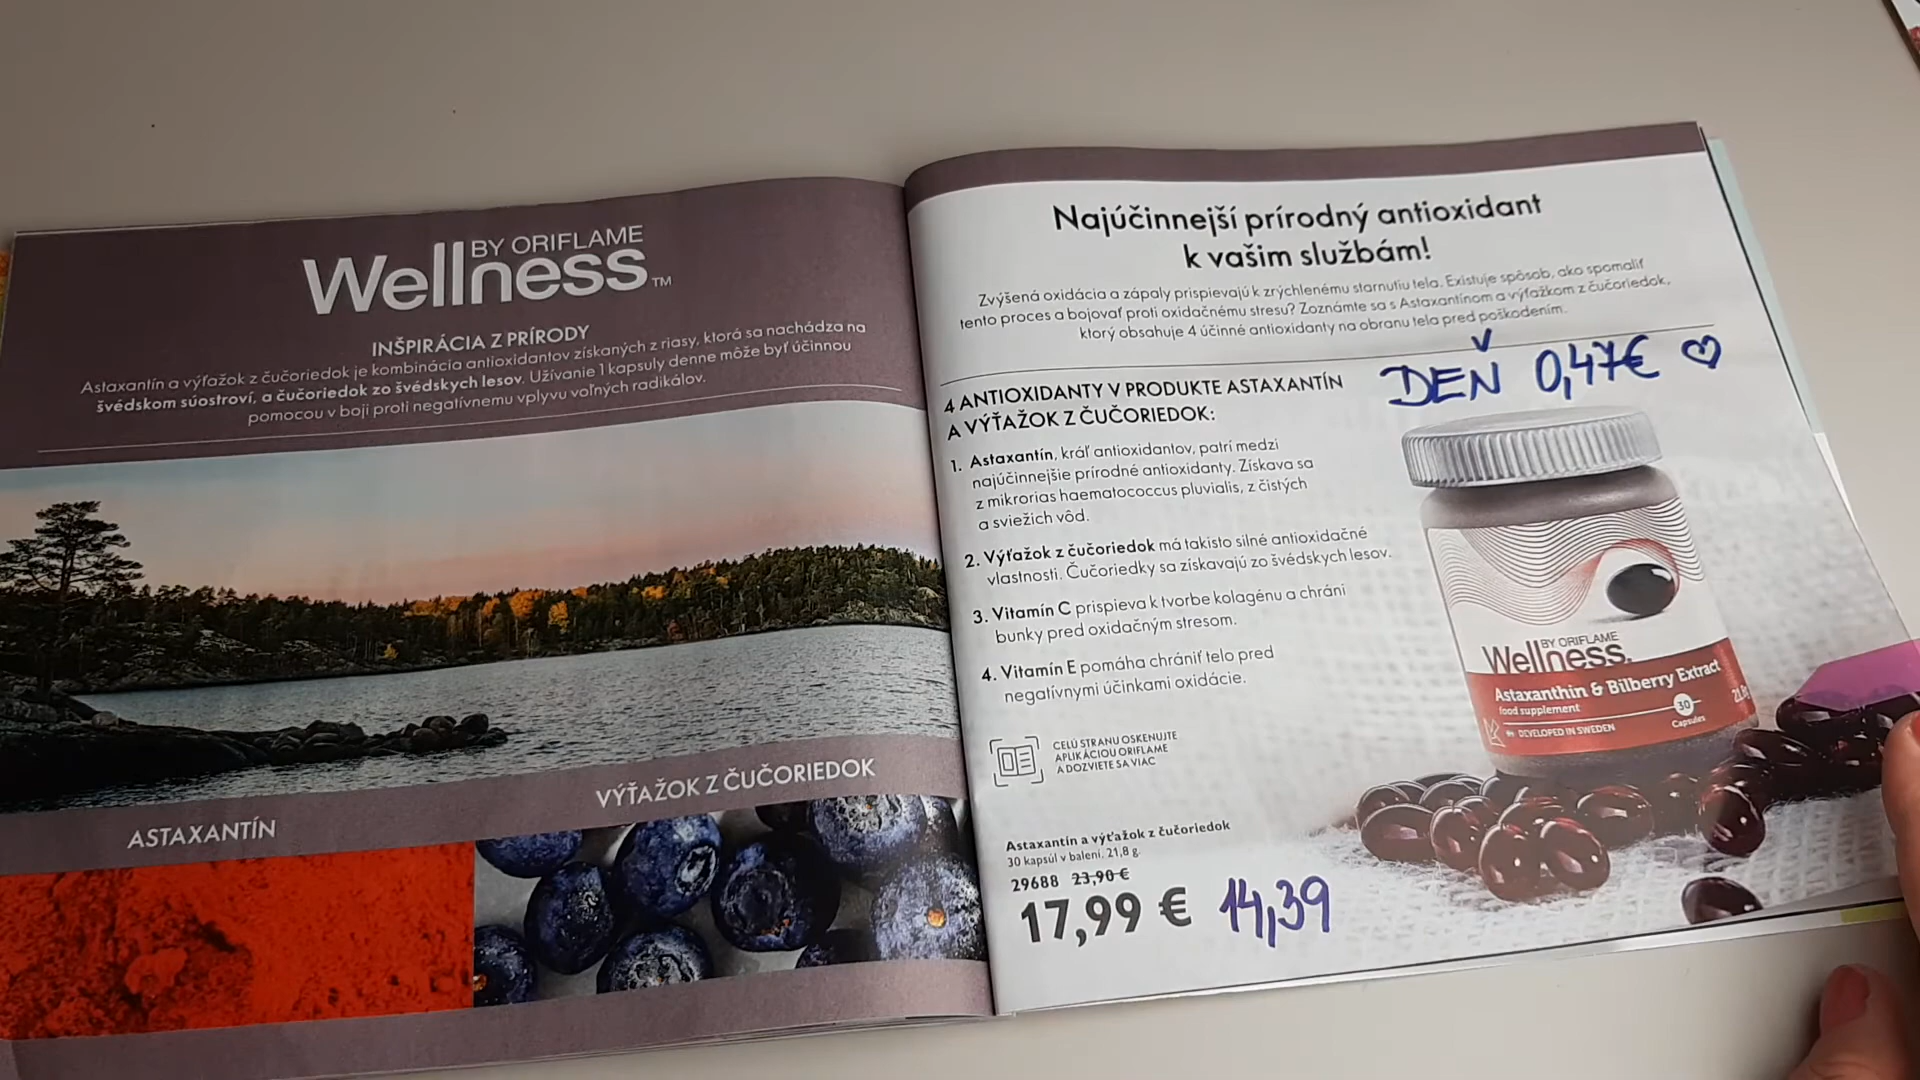 BY ORIFLAME
Wellness™
INŠPIRÁCIA Z PRÍRODY
Astaxantín a výťažok z čučoriedok je kombinácia antioxidantov získaných z riasy, ktorá sa nachádza na
švédskom súostroví, a čučoriedok zo švédskych lesov. Užívanie 1 kapsuly denne môže byť účinnou
pomocou v boji proti negatívnemu vplyvu voľných radikálov.
VÝŤAŽOK Z ČUČORIEDOK
ASTAXANTÍN
Najúčinnejší prírodný antioxidant
k vašim službám!
Zvýšená oxidácia a zápaly prispievajú k zrýchlenému starnutiu tela. Existuje spôsob, ako spomaliť
tento proces a bojovať proti oxidačnému stresu? Zoznámte sa s Astaxantínom a výťažkom z čučoriedok,
ktorý obsahuje 4 účinné antioxidanty na obranu tela pred poškodením.
DEŇ 0,47€ ♡
4 ANTIOXIDANTY V PRODUKTE ASTAXANTÍN
A VÝŤAŽOK Z ČUČORIEDOK:
1. Astaxantín, kráľ antioxidantov, patrí medzi
najúčinnejšie prírodné antioxidanty. Získava sa
z mikrorias haematococcus pluvialis, z čistých
a sviežich vôd.
2. Výťažok z čučoriedok má takisto silné antioxidačné
vlastnosti. Čučoriedky sa získavajú zo švédskych lesov.
3. Vitamín C prispieva k tvorbe kolagénu a chráni
bunky pred oxidačným stresom.
4. Vitamín E pomáha chrániť telo pred
negatívnymi účinkami oxidácie.
CELÚ STRANU OSKENUJTE
APLIKÁCIOU ORIFLAME
A DOZVIETE SA VIAC
BY ORIFLAME
Wellness
Astaxanthin & Bilberry Extract
food supplement
30
Capsules
21.8
DEVELOPED IN SWEDEN
Astaxantín a výťažok z čučoriedok
30 kapsúl v balení. 21,8 g.
29688 23,90 €
17,99 € 14,39